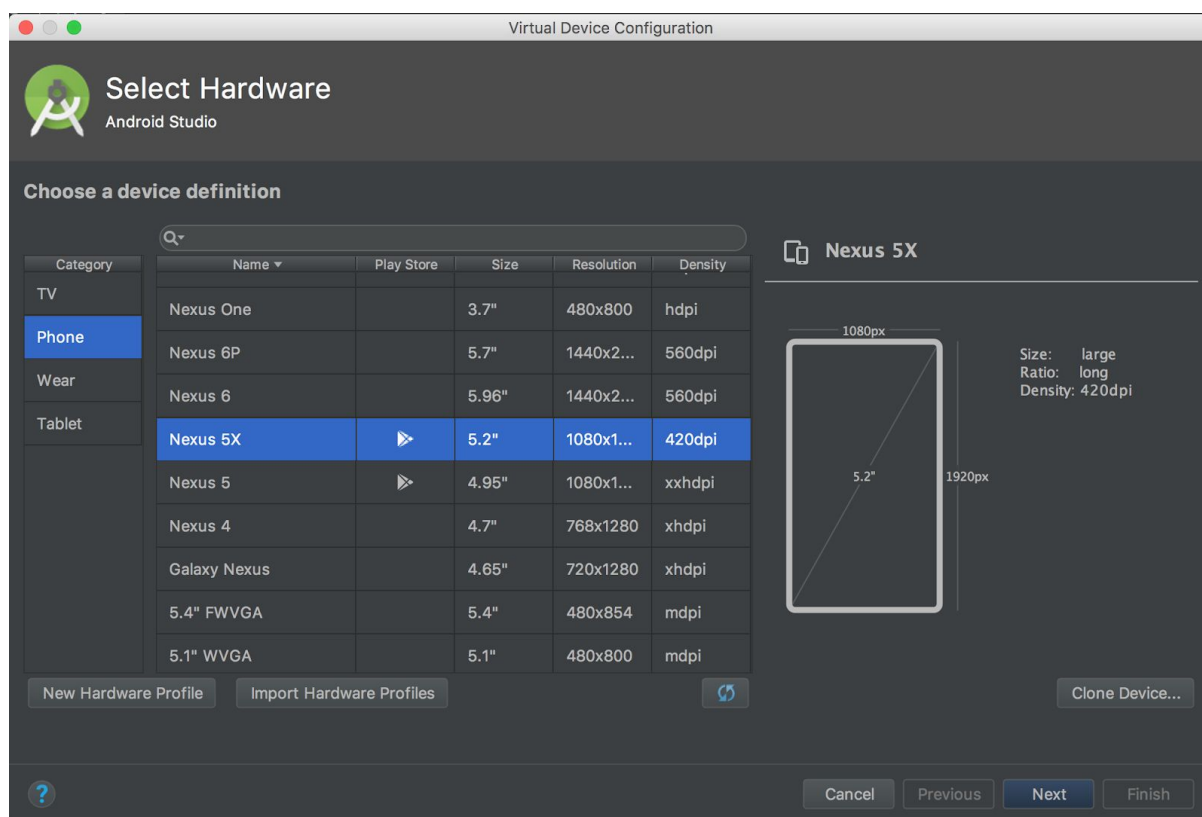 Virtual Device Configuration
Select Hardware
Android Studio
Choose a device definition
Category
TV
Phone
Wear
Tablet
Name Play Store Size Resolution Density
Nexus One 3.7" 480x800 hdpi
Nexus 6P 5.7" 1440x2... 560dpi
Nexus 6 5.96" 1440x2... 560dpi
Nexus 5X 5.2" 1080x1... 420dpi
Nexus 5 4.95" 1080x1... xxhdpi
Nexus 4 4.7" 768x1280 xhdpi
Galaxy Nexus 4.65" 720x1280 xhdpi
5.4" FWVGA 5.4" 480x854 mdpi
5.1" WVGA 5.1" 480x800 mdpi
Nexus 5X
1080px
5.2"
1920px
Size: large
Ratio: long
Density: 420dpi
New Hardware Profile Import Hardware Profiles Clone Device...
? Cancel Previous Next Finish